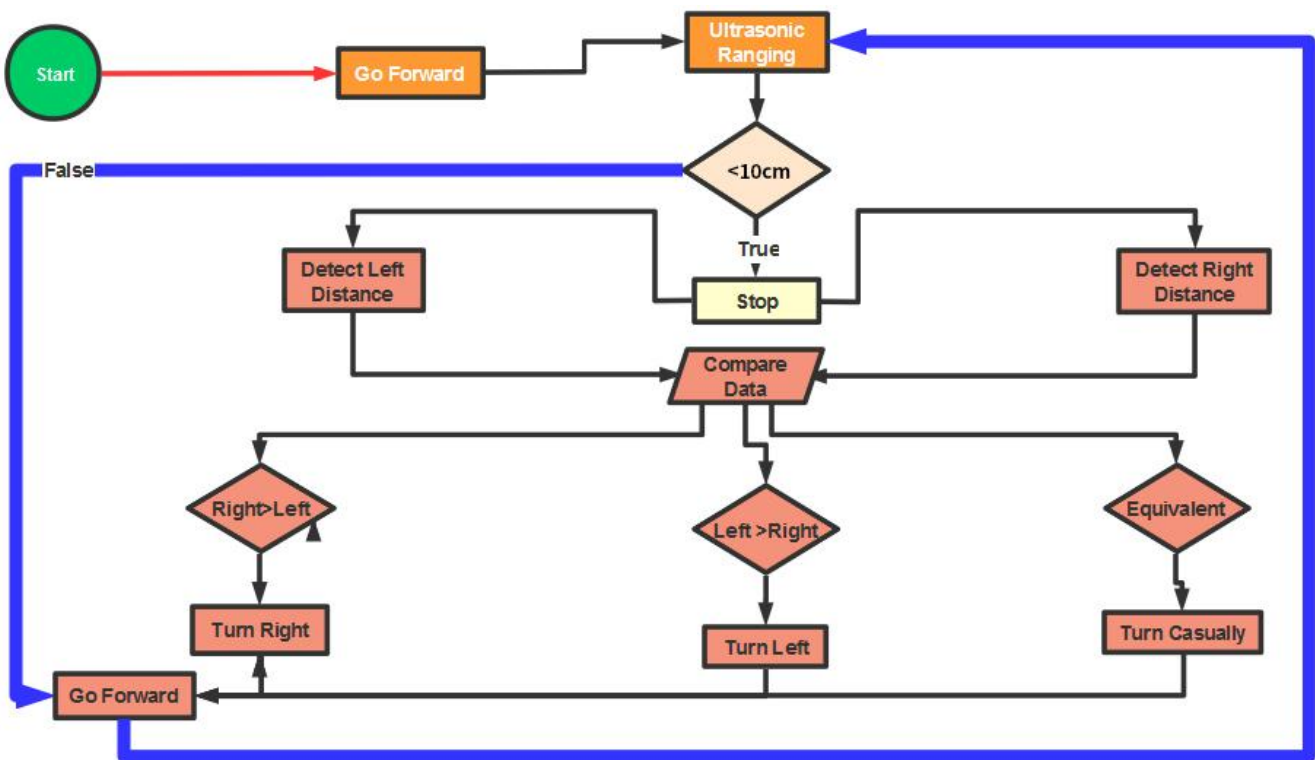 Start
Go Forward
Ultrasonic
Ranging
False
<10cm
True
Detect Left
Distance
Stop
Detect Right
Distance
Compare
Data
Right>Left
Left >Right
Equivalent
Turn Right
Turn Left
Turn Casually
Go Forward